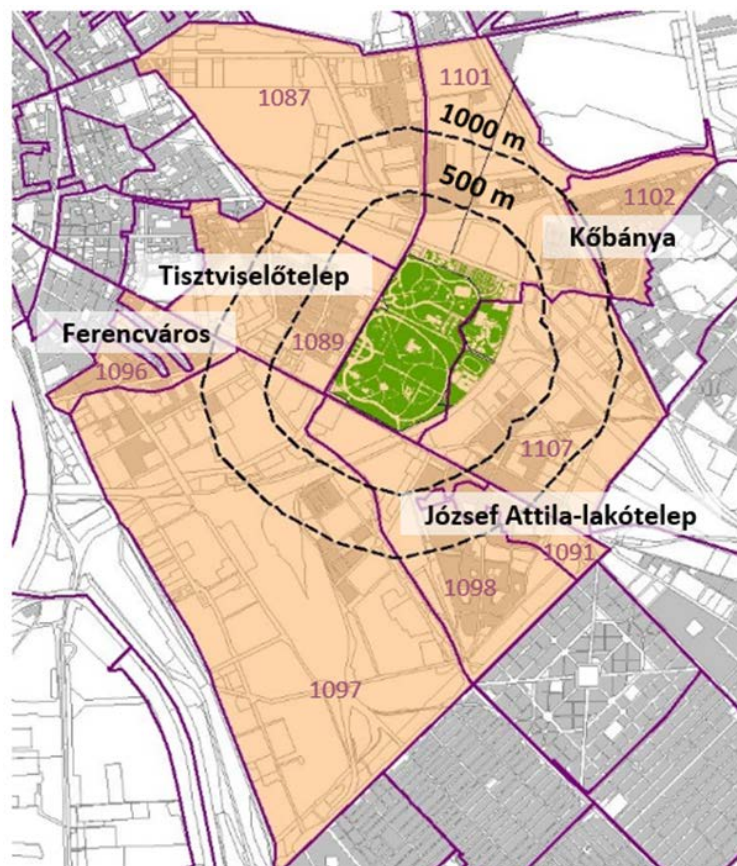 1101
1087
1000 m
500 m
1102
Kőbánya
Tisztviselőtelep
Ferencváros
1089
1096
1107
József Attila-lakótelep
1091
1098
1097